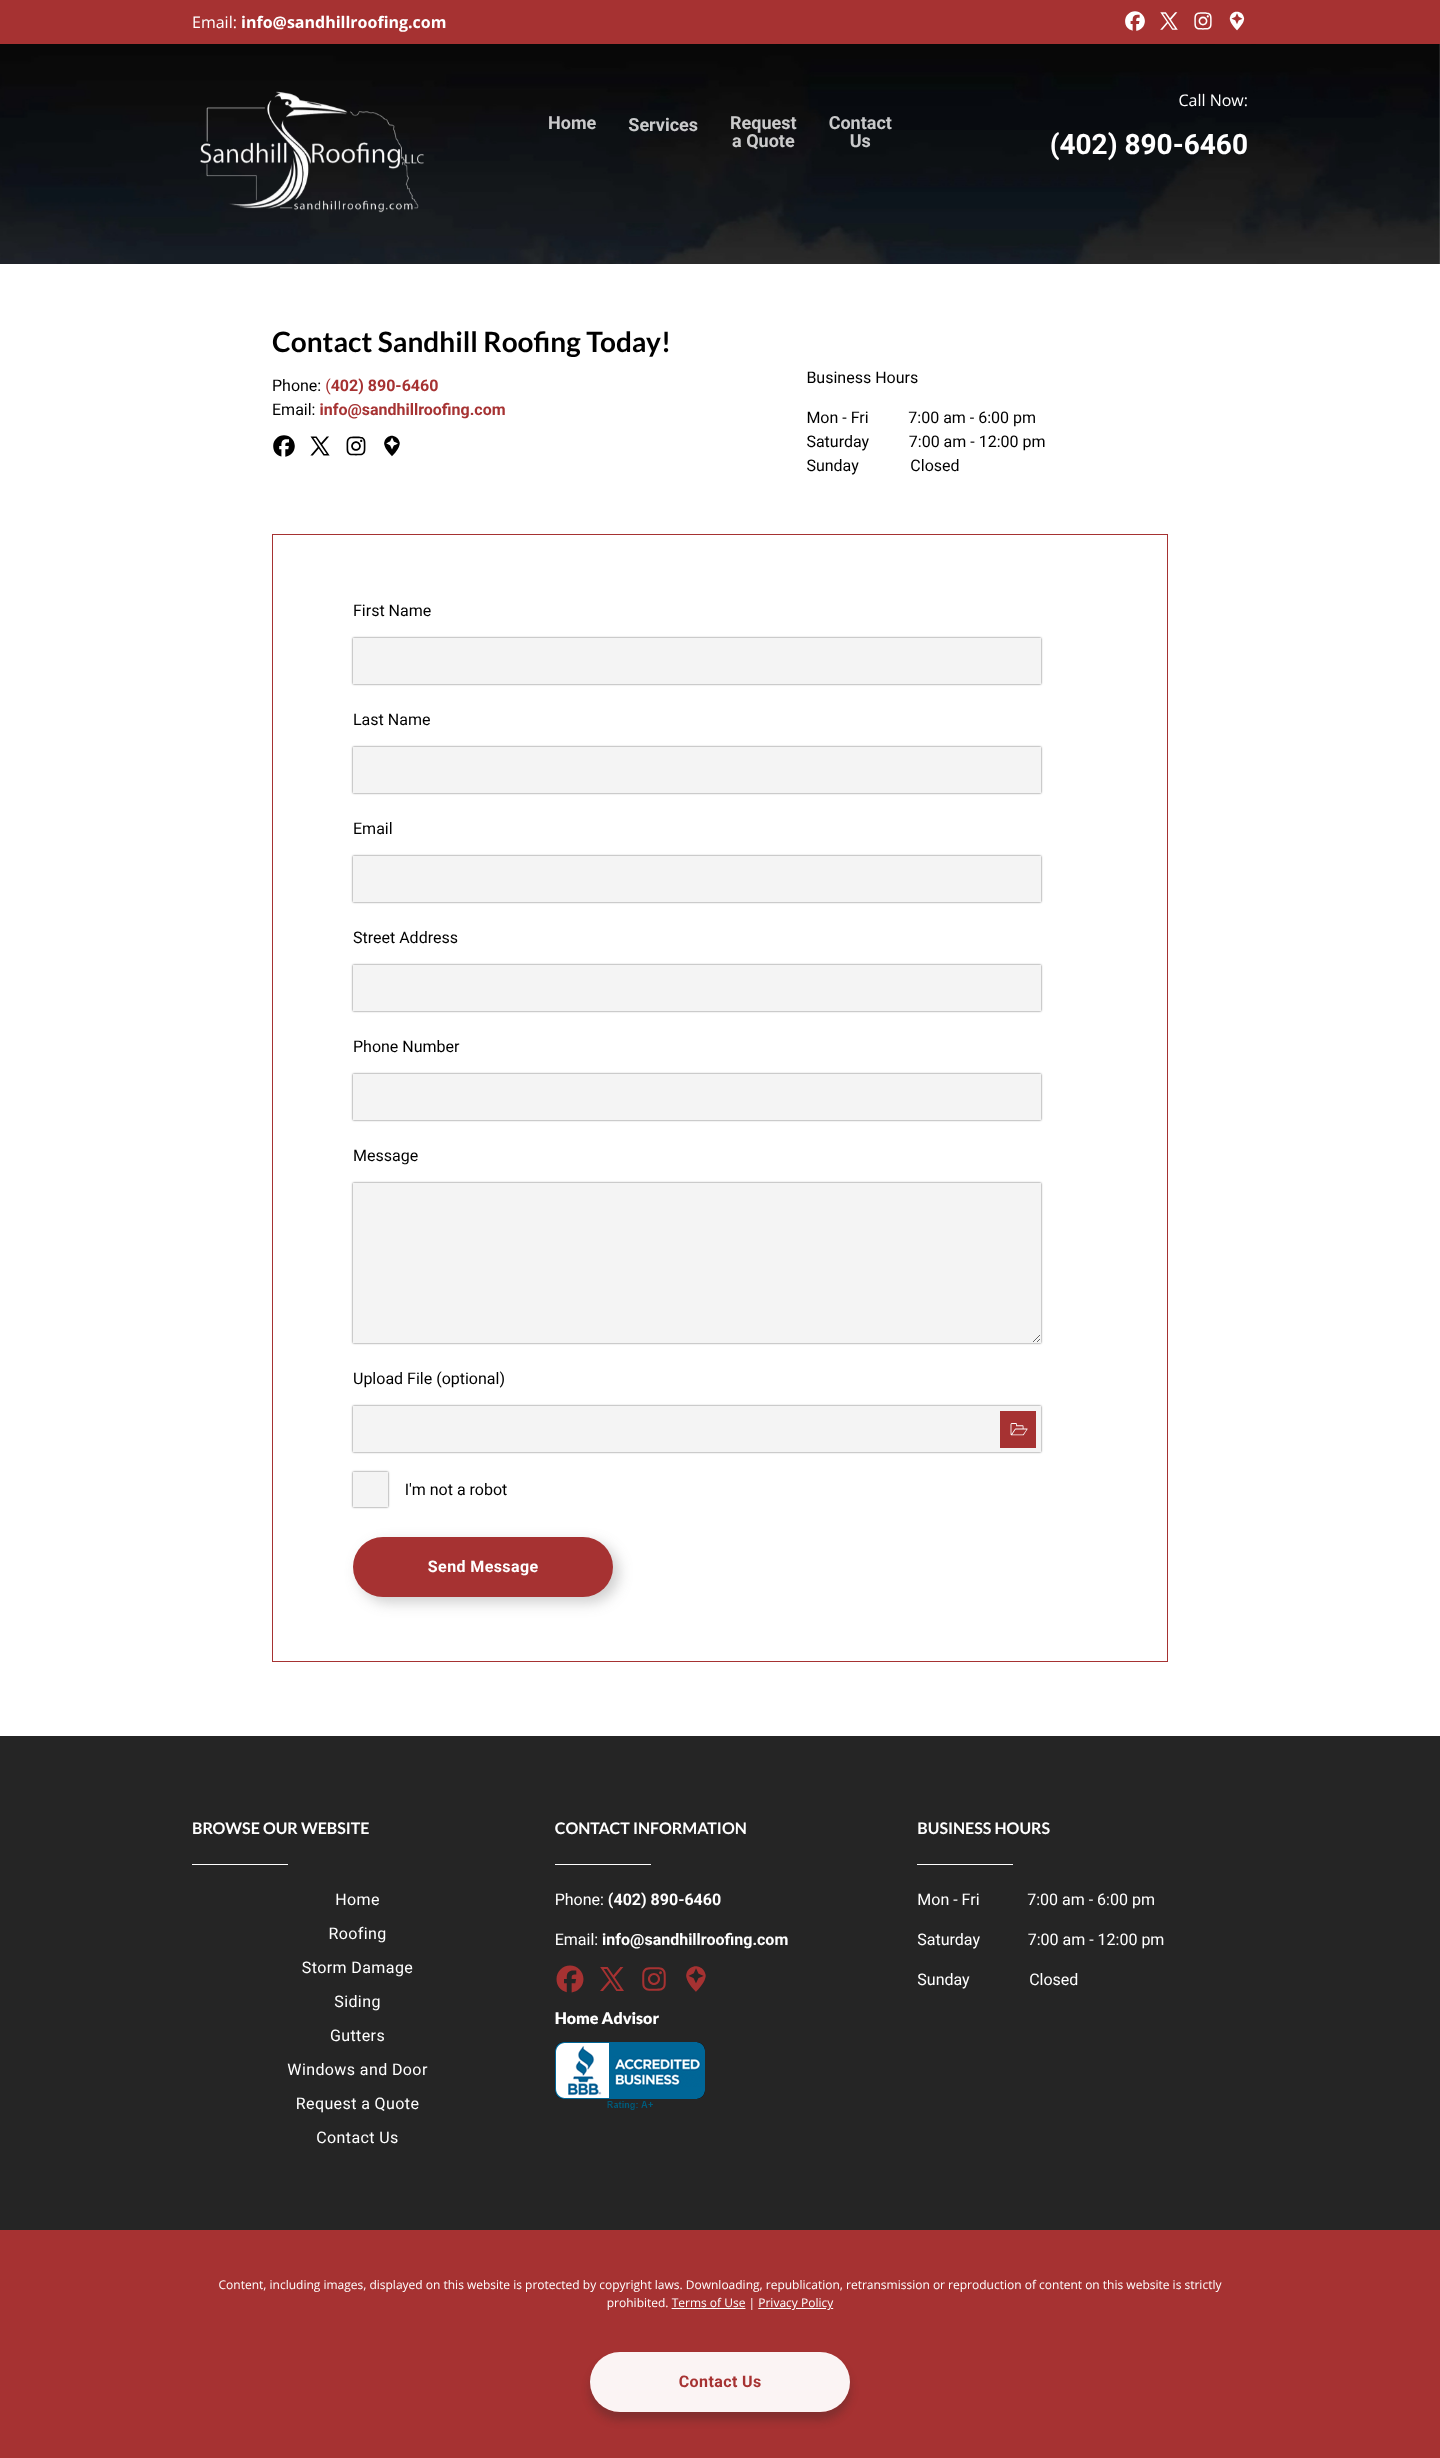 Email: info@sandhillroofing.com
Sandhill Roofing LLC
sandhillroofing.com
Home
Services
Request
a Quote
Contact
Us
Call Now:
(402) 890-6460
Contact Sandhill Roofing Today!
Phone: (402) 890-6460
Email: info@sandhillroofing.com
Business Hours
Mon - Fri 7:00 am - 6:00 pm
Saturday 7:00 am - 12:00 pm
Sunday Closed
First Name
Last Name
Email
Street Address
Phone Number
Message
Upload File (optional)
I'm not a robot
Send Message
BROWSE OUR WEBSITE
Home
Roofing
Storm Damage
Siding
Gutters
Windows and Door
Request a Quote
Contact Us
CONTACT INFORMATION
Phone: (402) 890-6460
Email: info@sandhillroofing.com
Home Advisor
BBB
ACCREDITED
BUSINESS
Rating: A+
BUSINESS HOURS
Mon - Fri 7:00 am - 6:00 pm
Saturday 7:00 am - 12:00 pm
Sunday Closed
Content, including images, displayed on this website is protected by copyright laws. Downloading, republication, retransmission or reproduction of content on this website is strictly
prohibited. Terms of Use | Privacy Policy
Contact Us